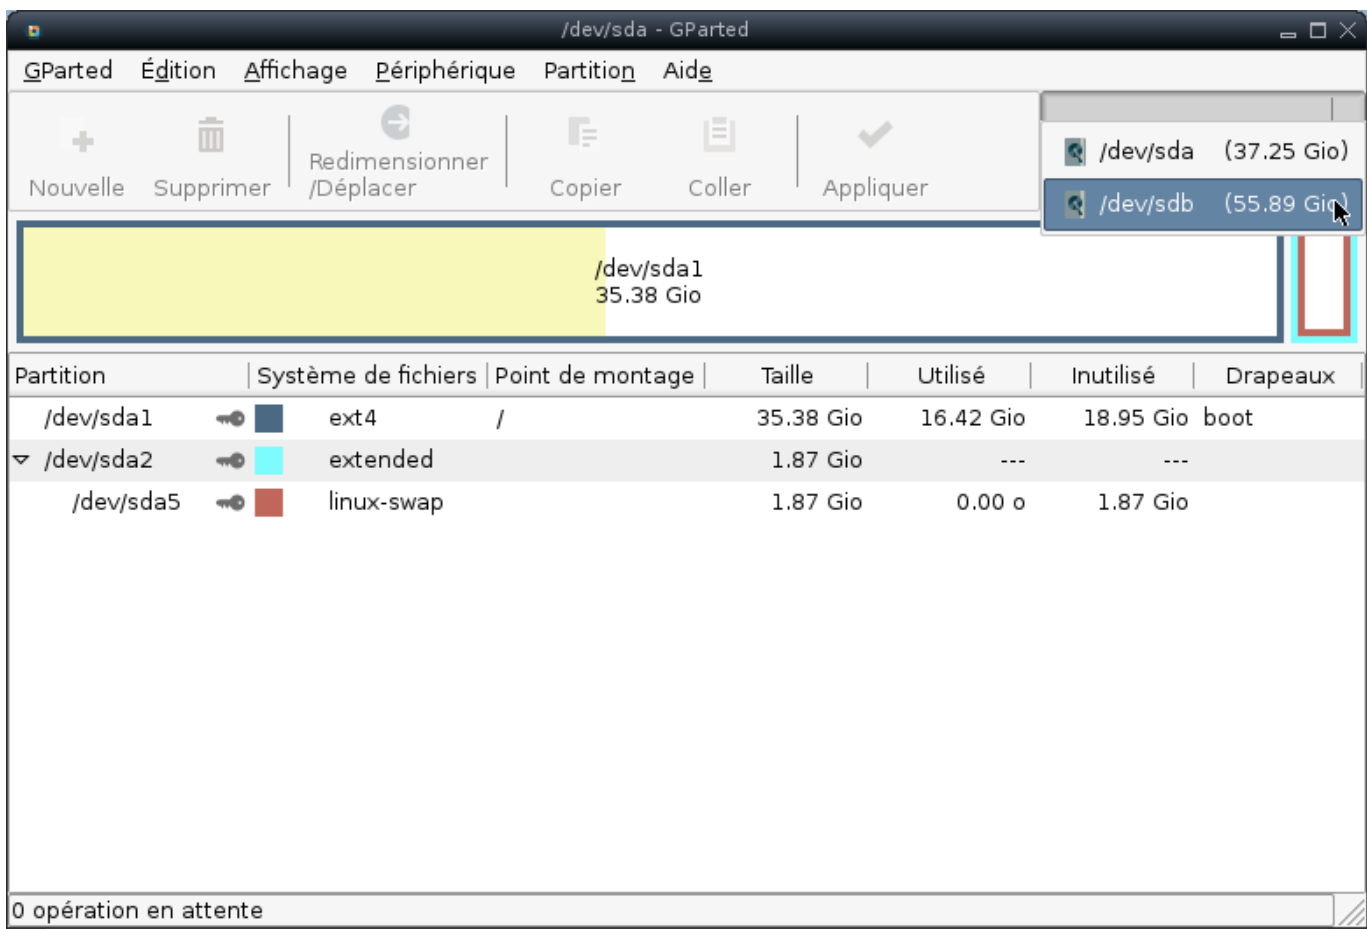 /dev/sda - GParted
GParted Édition Affichage Périphérique Partition Aide
Nouvelle Supprimer Redimensionner
/Déplacer Copier Coller Appliquer
/dev/sda (37.25 Gio)
/dev/sdb (55.89 Gio)
/dev/sda1
35.38 Gio
Partition Système de fichiers Point de montage Taille Utilisé Inutilisé Drapeaux
/dev/sda1 ext4 / 35.38 Gio 16.42 Gio 18.95 Gio boot
/dev/sda2 extended 1.87 Gio --- ---
/dev/sda5 linux-swap 1.87 Gio 0.00 o 1.87 Gio
0 opération en attente